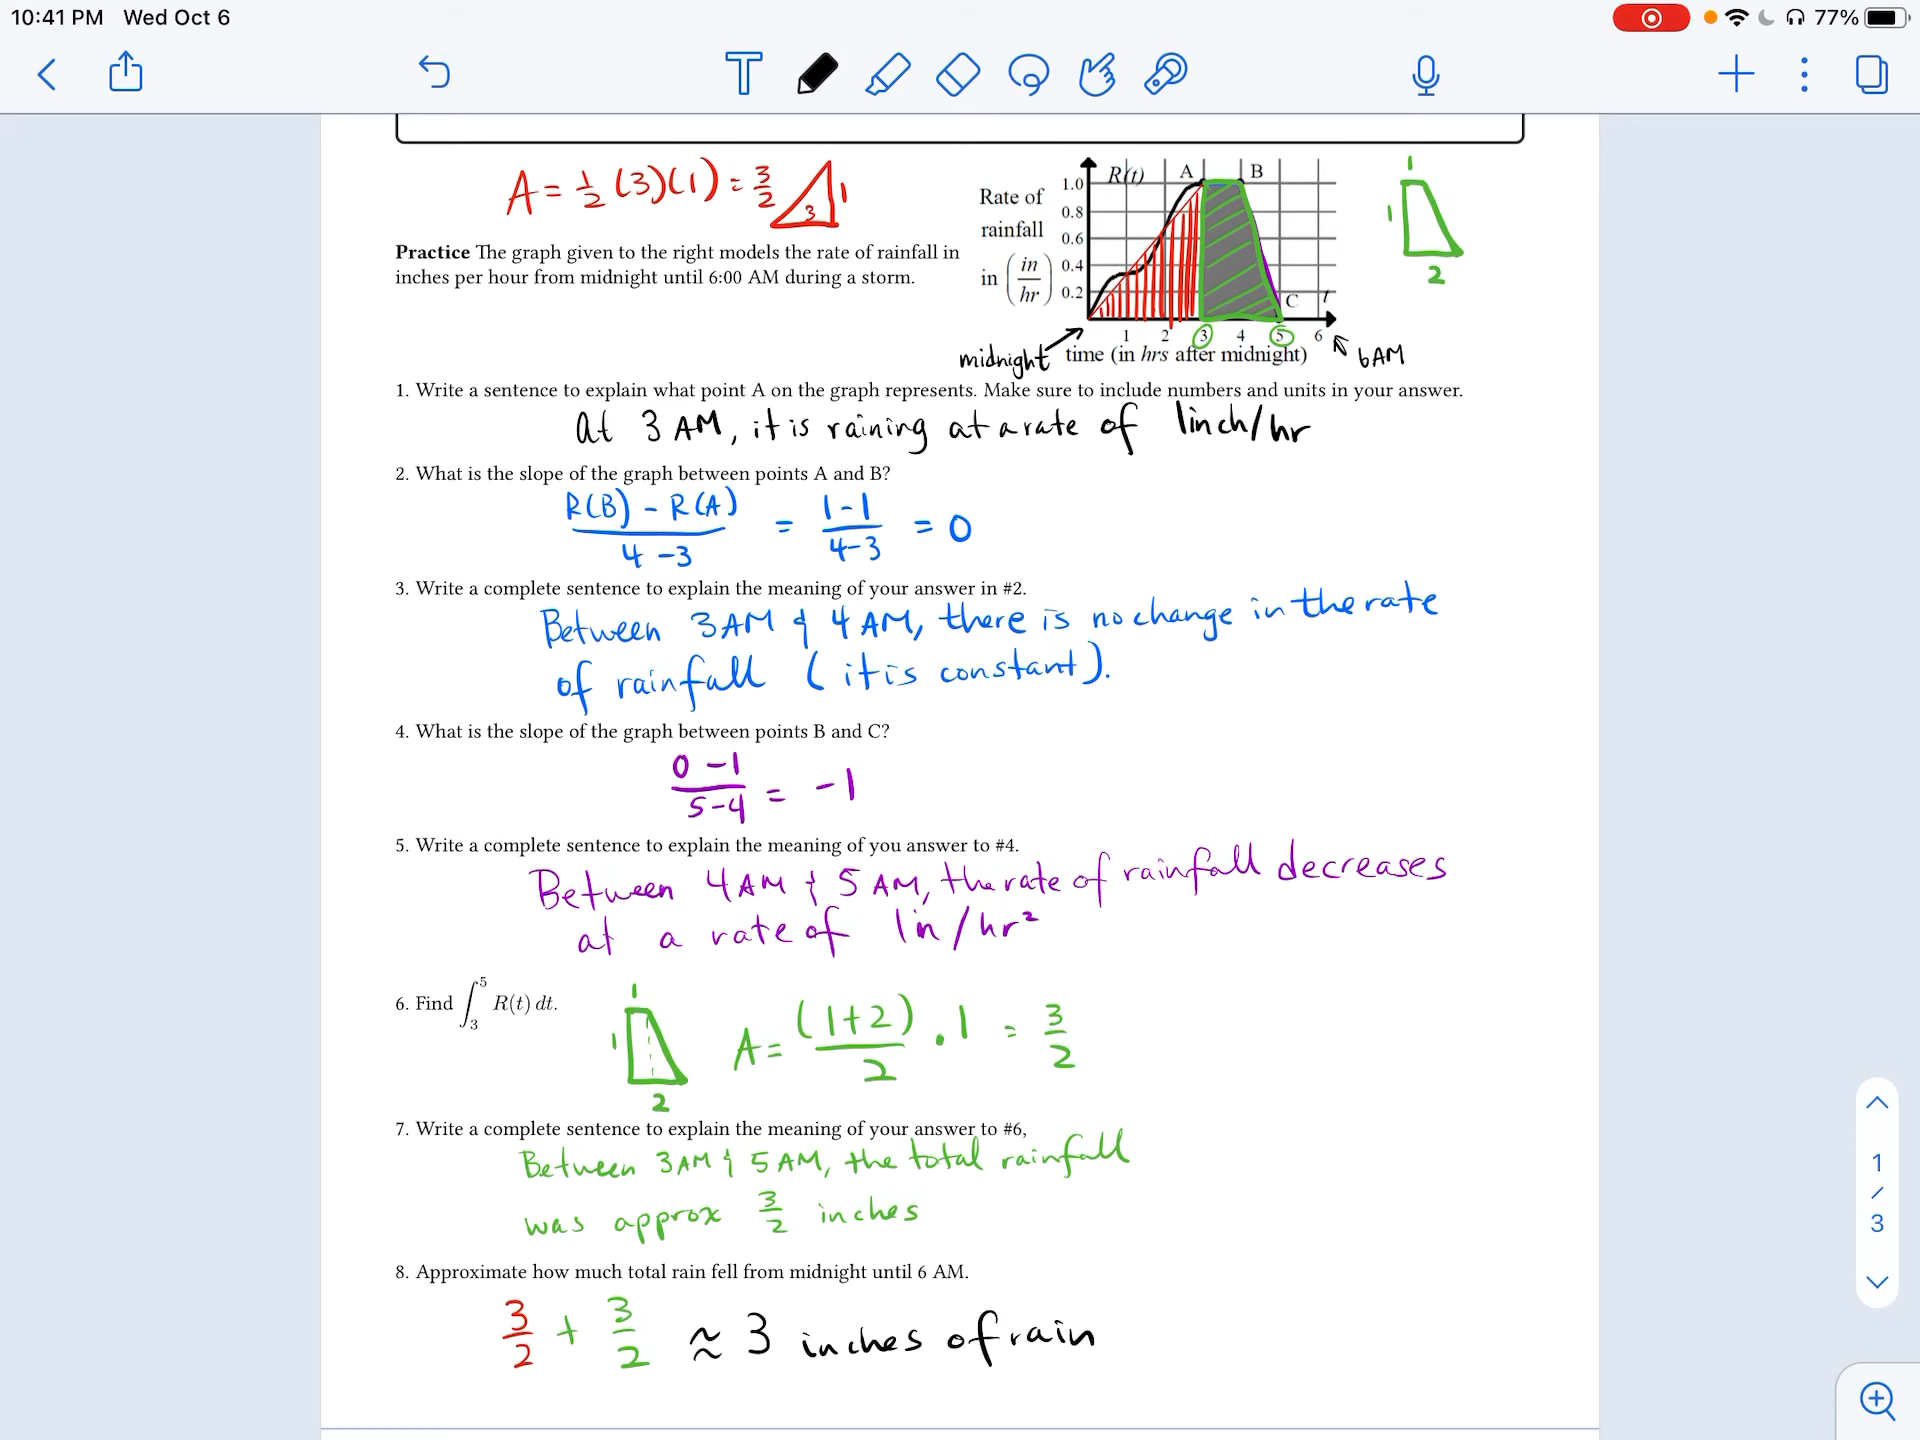 10:41 PM Wed Oct 6
77%
A = 1/2 (3)(1) = 3/2
1
3
R(t) A B
1
1
2
Rate of
rainfall
in (in/hr)
1.0
0.8
0.6
0.4
0.2
C t
1 2 3 4 5 6
time (in hrs after midnight)
midnight
6AM
Practice The graph given to the right models the rate of rainfall in
inches per hour from midnight until 6:00 AM during a storm.
1. Write a sentence to explain what point A on the graph represents. Make sure to include numbers and units in your answer.
At 3 AM, it is raining at a rate of 1inch/hr
2. What is the slope of the graph between points A and B?
R(B) - R(A) / 4 - 3 = 1-1 / 4-3 = 0
3. Write a complete sentence to explain the meaning of your answer in #2.
Between 3AM & 4 AM, there is no change in the rate
of rainfall (it is constant).
4. What is the slope of the graph between points B and C?
0 - 1 / 5-4 = -1
5. Write a complete sentence to explain the meaning of you answer to #4.
Between 4AM & 5 AM, the rate of rainfall decreases
at a rate of 1in/hr²
6. Find ∫₃⁵ R(t) dt.
1
1
2
A = (1+2)/2 . 1 = 3/2
7. Write a complete sentence to explain the meaning of your answer to #6,
Between 3AM & 5 AM, the total rainfall
was approx 3/2 inches
8. Approximate how much total rain fell from midnight until 6 AM.
3/2 + 3/2 ≈ 3 inches of rain
1
/
3